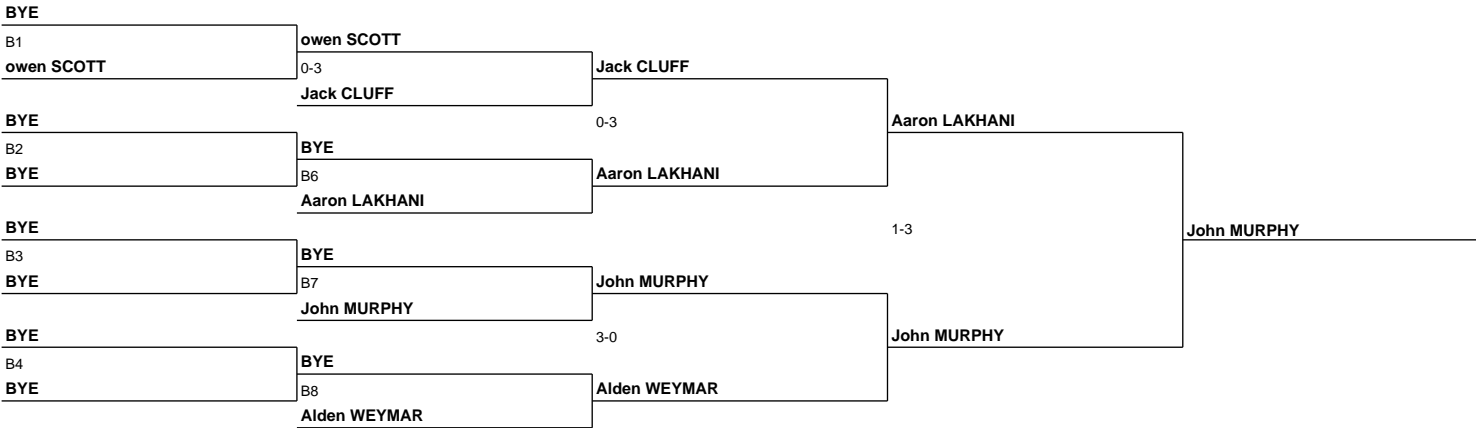 BYE
B1
owen SCOTT
owen SCOTT
0-3
Jack CLUFF
Jack CLUFF
BYE
0-3
Aaron LAKHANI
B2
BYE
BYE
B6
Aaron LAKHANI
Aaron LAKHANI
BYE
1-3
John MURPHY
B3
BYE
BYE
B7
John MURPHY
John MURPHY
BYE
3-0
John MURPHY
B4
BYE
BYE
B8
Alden WEYMAR
Alden WEYMAR